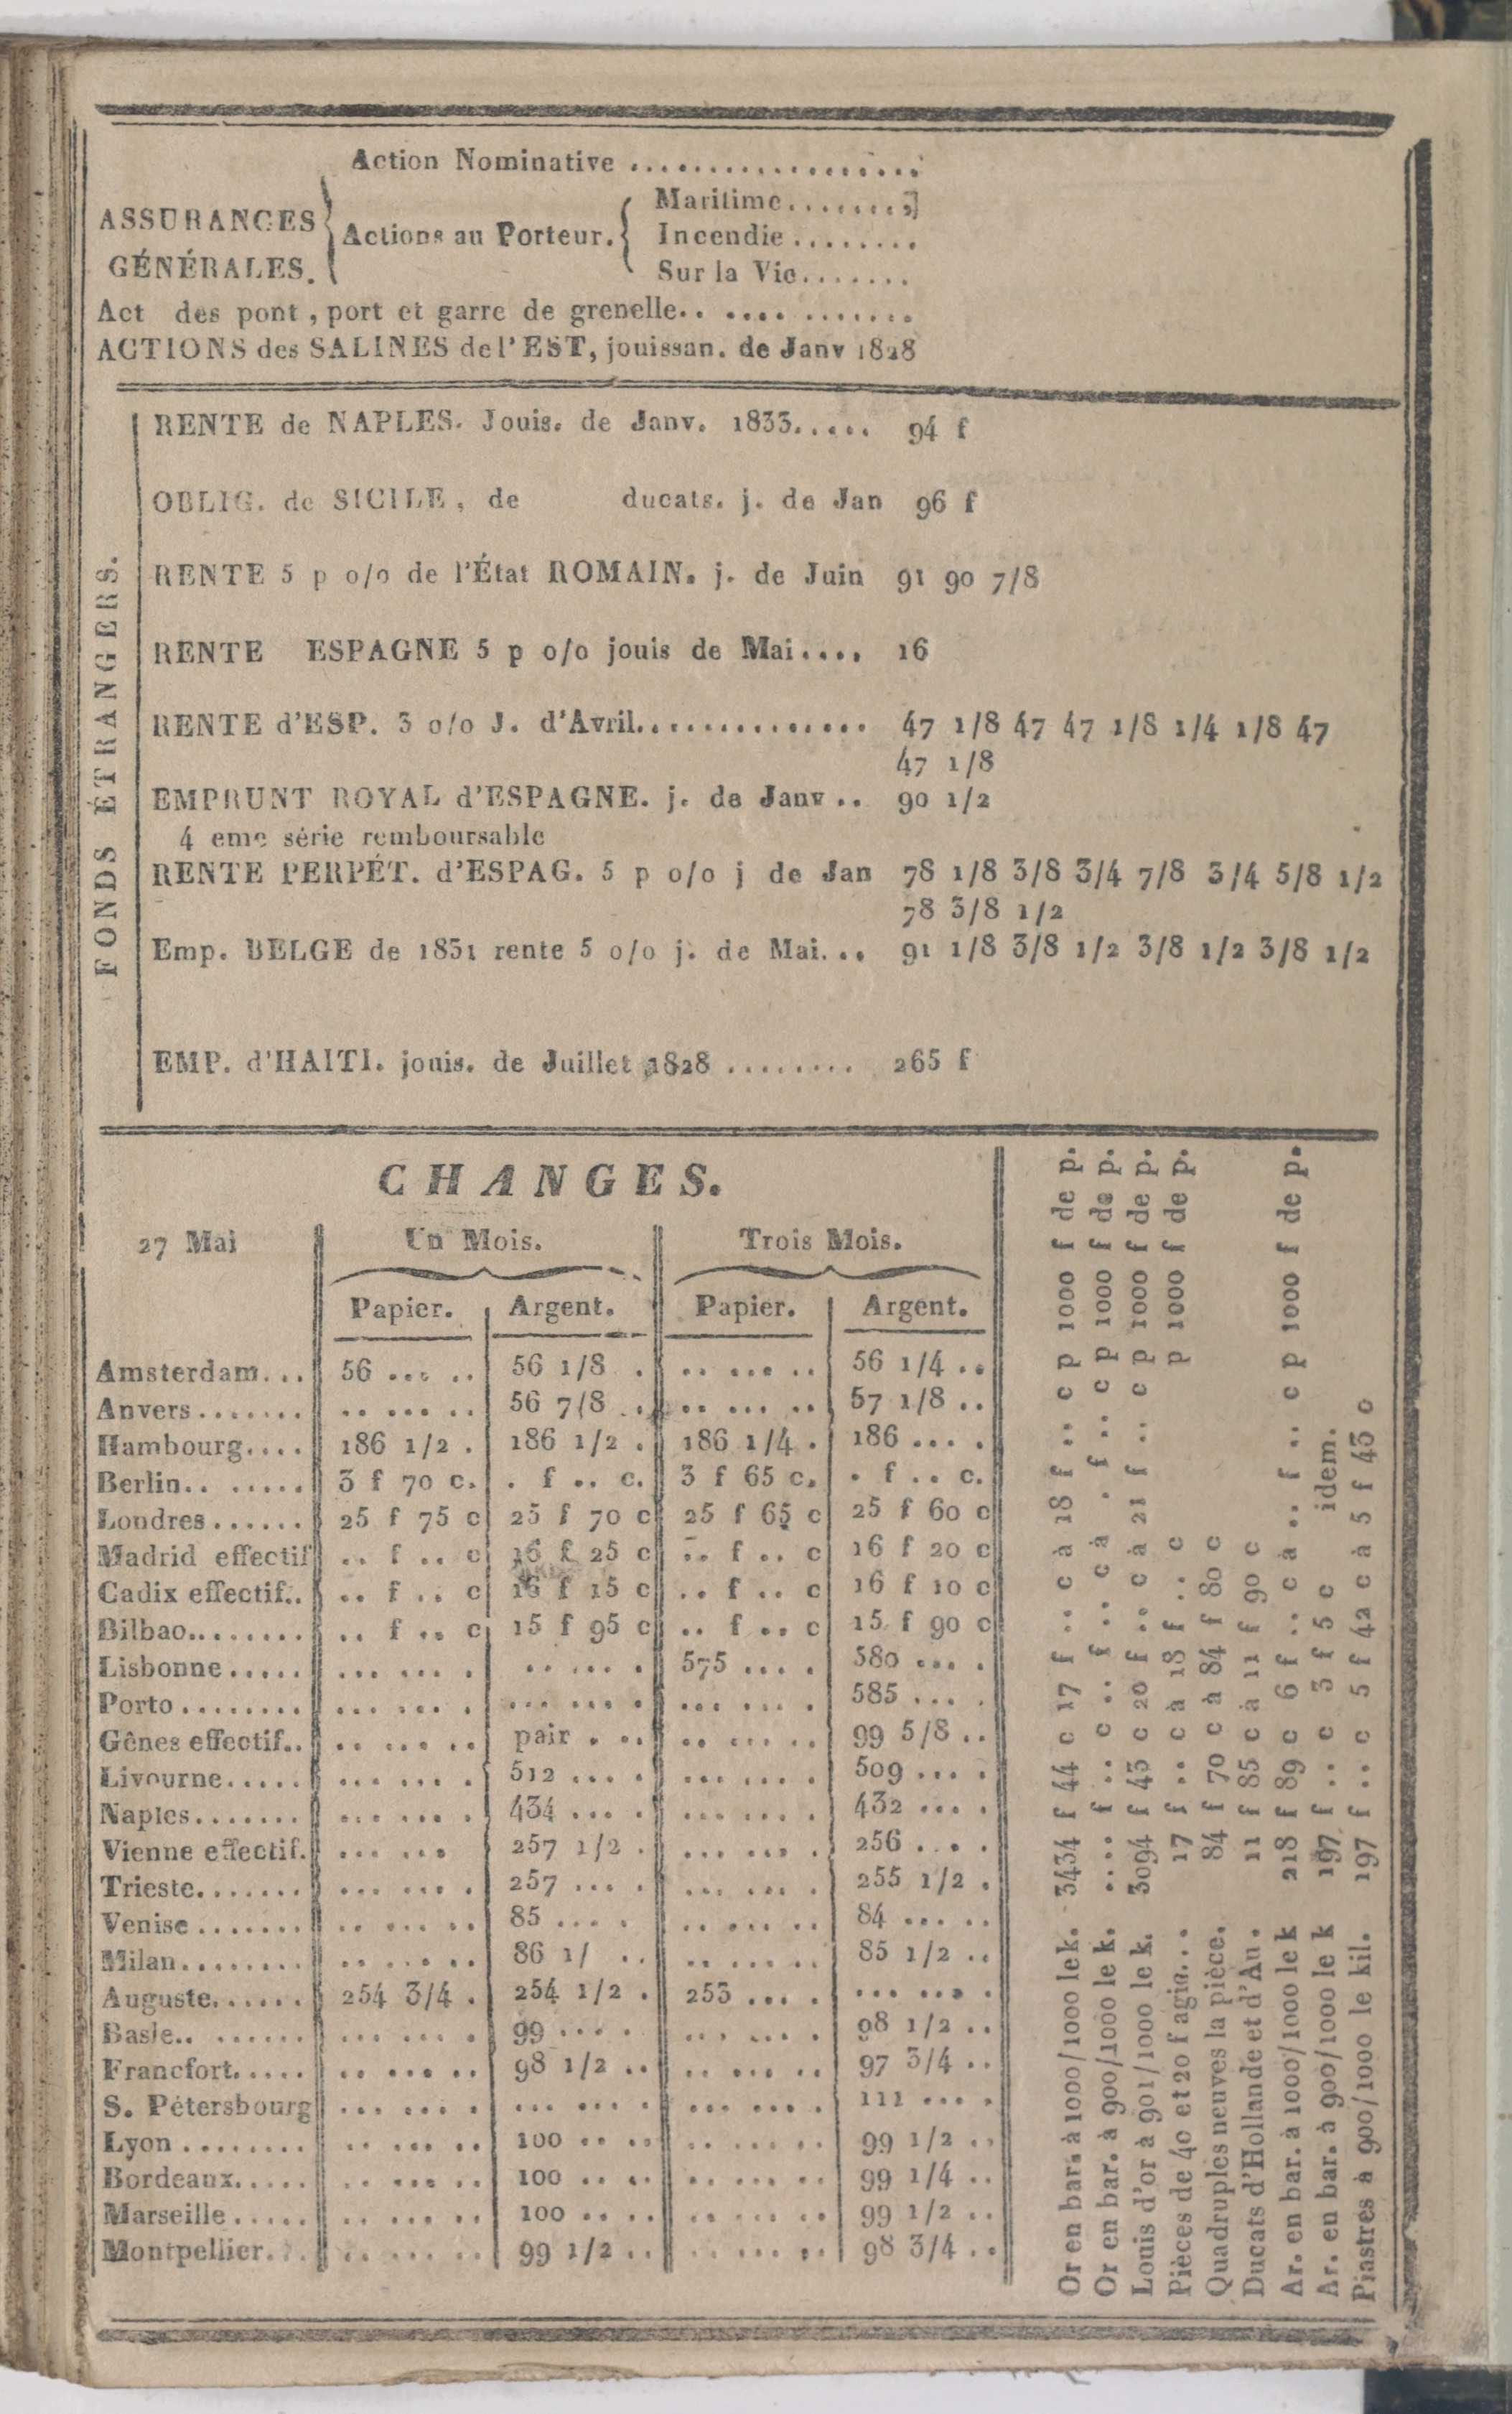 Action Nominative ..................
ASSURANCES GÉNÉRALES.
Actions au Porteur.
Maritime........
Incendie ........
Sur la Vie.......
Act des pont, port et garre de grenelle.. .... .......
ACTIONS des SALINES de l'EST, jouissan. de Janv 1828
FONDS ÉTRANGERS.
RENTE de NAPLES. Jouis. de Janv. 1833..... 94 f
OBLIG. de SICILE, de ducats. j. de Jan 96 f
RENTE 5 p o/o de l'État ROMAIN. j. de Juin 91 90 7/8
RENTE ESPAGNE 5 p o/o jouis de Mai.... 16
RENTE d'ESP. 3 o/o J. d'Avril.............. 47 1/8 47 47 1/8 1/4 1/8 47
47 1/8
EMPRUNT ROYAL d'ESPAGNE. j. de Janv .. 90 1/2
4 eme série remboursable
RENTE PERPÉT. d'ESPAG. 5 p o/o j de Jan 78 1/8 3/8 3/4 7/8 3/4 5/8 1/2
78 3/8 1/2
Emp. BELGE de 1831 rente 5 o/o j. de Mai... 91 1/8 3/8 1/2 3/8 1/2 3/8 1/2
EMP. d'HAITI. jouis. de Juillet 1828 ........ 265 f
CHANGES.
27 Mai Un Mois. Trois Mois.
Papier. Argent. Papier. Argent.
Amsterdam... 56 ... .. 56 1/8 . .. ... .. 56 1/4 ..
Anvers....... .. ... .. 56 7/8 .. .. ... .. 57 1/8 ..
Hambourg.... 186 1/2 . 186 1/2 . 186 1/4 . 186 ... .
Berlin.. ..... 3 f 70 c. . f .. c. 3 f 65 c. . f .. c.
Londres...... 25 f 75 c 25 f 70 c 25 f 65 c 25 f 60 c
Madrid effectif .. f .. c 16 f 25 c .. f .. c 16 f 20 c
Cadix effectif.. .. f .. c 16 f 15 c .. f .. c 16 f 10 c
Bilbao........ .. f .. c 15 f 95 c .. f .. c 15 f 90 c
Lisbonne..... ... ... . .. ... . 575 ... . 580 ... .
Porto ........ ... ... . ... ... . ... ... . 585 ... .
Gênes effectif.. .. ... .. pair . .. .. ... .. 99 5/8 ..
Livourne..... ... ... . 512 ... . ... ... . 509 ... .
Naples....... ... ... . 434 ... . ... ... . 432 ... .
Vienne effectif. ... ... 257 1/2 . ... ... . 256 ... .
Trieste....... ... ... . 257 ... . ... ... . 255 1/2 .
Venise ....... .. ... .. 85 ... . .. ... .. 84 ... ..
Milan........ .. ... .. 86 1/ .. .. ... .. 85 1/2 ..
Auguste...... 254 3/4 . 254 1/2 . 253 ... . ... ... .
Basle.. ...... ... ... . 99 ... . ... ... . 98 1/2 ..
Francfort..... .. ... .. 98 1/2 .. .. ... .. 97 3/4 ..
S. Pétersbourg ... ... . ... ... . ... ... . 111 ... .
Lyon ........ .. ... .. 100 .. .. .. ... .. 99 1/2 ..
Bordeaux..... .. ... .. 100 .. .. .. ... .. 99 1/4 ..
Marseille ..... .. ... .. 100 .. .. .. ... .. 99 1/2 ..
Montpellier... .. ... .. 99 1/2 .. .. ... .. 98 3/4 ..
Or en bar. à 1000/1000 le k. 3434 f 44 c 17 f .. c à 18 f .. c p 1000 f de p.
Or en bar. à 900/1000 le k. .... f .. c .. f .. c à . f .. c p 1000 f de p.
Louis d'or à 901/1000 le k. 3094 f 43 c 20 f .. c à 21 f .. c p 1000 f de p.
Pièces de 40 et 20 f agio... 17 f .. c à 18 f .. c p 1000 f de p.
Quadruples neuves la pièce. 84 f 70 c à 84 f 80 c
Ducats d'Hollande et d'Au. 11 f 85 c à 11 f 90 c
Ar. en bar. à 1000/1000 le k 218 f 89 c 6 f .. c à .. f .. c p 1000 f de p.
Ar. en bar. à 900/1000 le k 197 f .. c 3 f 5 c idem.
Piastres à 900/1000 le kil. 197 f .. c 5 f 42 c à 5 f 43 c